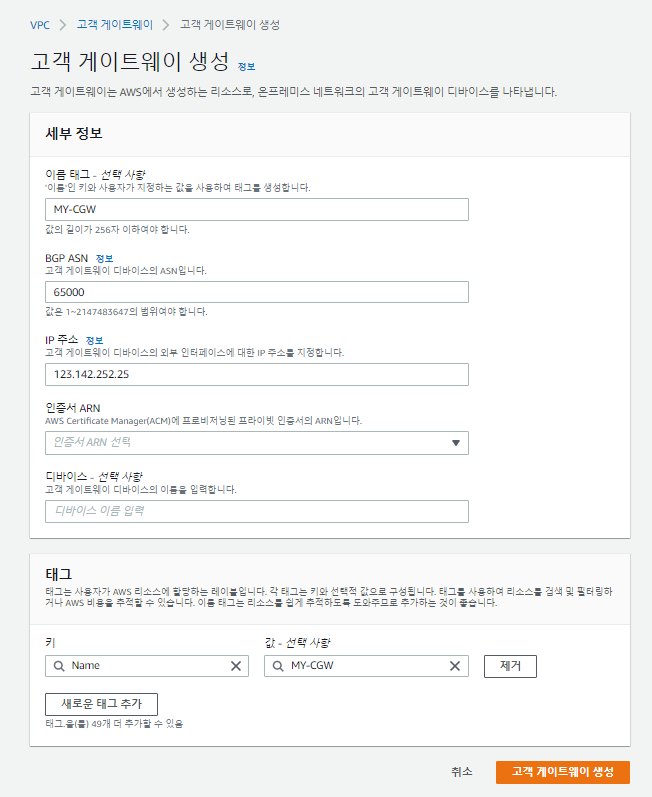 VPC > 고객 게이트웨이 > 고객 게이트웨이 생성
고객 게이트웨이 생성 정보
고객 게이트웨이는 AWS에서 생성하는 리소스로, 온프레미스 네트워크의 고객 게이트웨이 디바이스를 나타냅니다.
세부 정보
이름 태그 - 선택 사항
'이름'인 키와 사용자가 지정하는 값을 사용하여 태그를 생성합니다.
MY-CGW
값의 길이가 256자 이하여야 합니다.
BGP ASN 정보
고객 게이트웨이 디바이스의 ASN입니다.
65000
값은 1~2147483647의 범위여야 합니다.
IP 주소 정보
고객 게이트웨이 디바이스의 외부 인터페이스에 대한 IP 주소를 지정합니다.
123.142.252.25
인증서 ARN
AWS Certificate Manager(ACM)에 프로비저닝된 프라이빗 인증서의 ARN입니다.
인증서 ARN 선택
디바이스 - 선택 사항
고객 게이트웨이 디바이스의 이름을 입력합니다.
디바이스 이름 입력
태그
태그는 사용자가 AWS 리소스에 할당하는 레이블입니다. 각 태그는 키와 선택적 값으로 구성됩니다. 태그를 사용하여 리소스를 검색 및 필터링하
거나 AWS 비용을 추적할 수 있습니다. 이름 태그는 리소스를 쉽게 추적하도록 도와주므로 추가하는 것이 좋습니다.
키 값 - 선택 사항
Name MY-CGW 제거
새로운 태그 추가
태그.을(를) 49개 더 추가할 수 있음
취소 고객 게이트웨이 생성